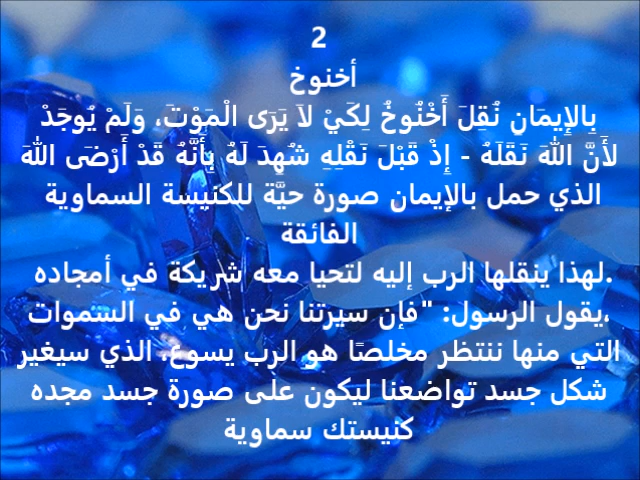 2
أخنوخ
بِالإِيمَانِ نُقِلَ أَخْنُوخُ لِكَيْ لاَ يَرَى الْمَوْتَ، وَلَمْ يُوجَدْ
لأَنَّ اللهَ نَقَلَهُ - إِذْ قَبْلَ نَقْلِهِ شُهِدَ لَهُ بِأَنَّهُ قَدْ أَرْضَى اللهَ
الذي حمل بالإيمان صورة حيَّة للكنيسة السماوية
الفائقة
.لهذا ينقلها الرب إليه لتحيا معه شريكة في أمجاده
،يقول الرسول: "فإن سيرتنا نحن هي في السموات
التي منها ننتظر مخلصًا هو الرب يسوع، الذي سيغير
شكل جسد تواضعنا ليكون على صورة جسد مجده
كنيستك سماوية